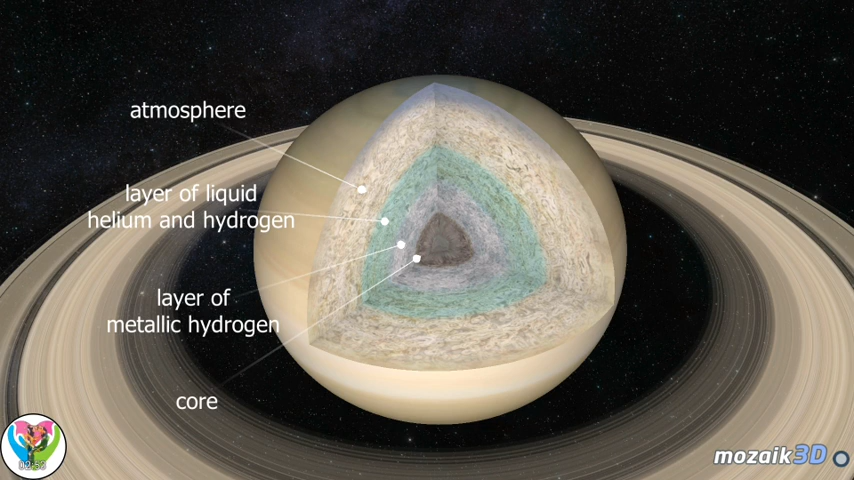 atmosphere
layer of liquid
helium and hydrogen
layer of
metallic hydrogen
core
mozaik3D